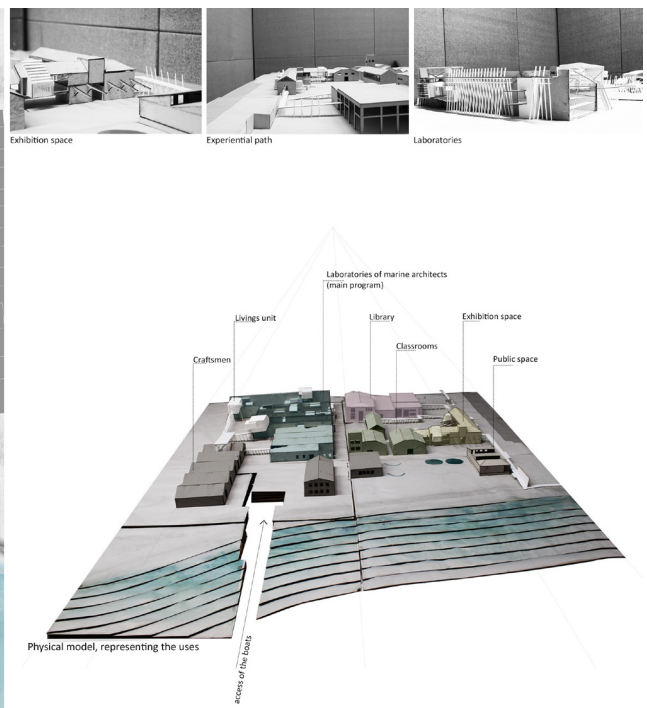 Exhibition space
Experiential path
Laboratories
Laboratories of marine architects
(main program)
Livings unit
Library
Exhibition space
Classrooms
Craftsmen
Public space
Physical model, representing the uses
access of the boats